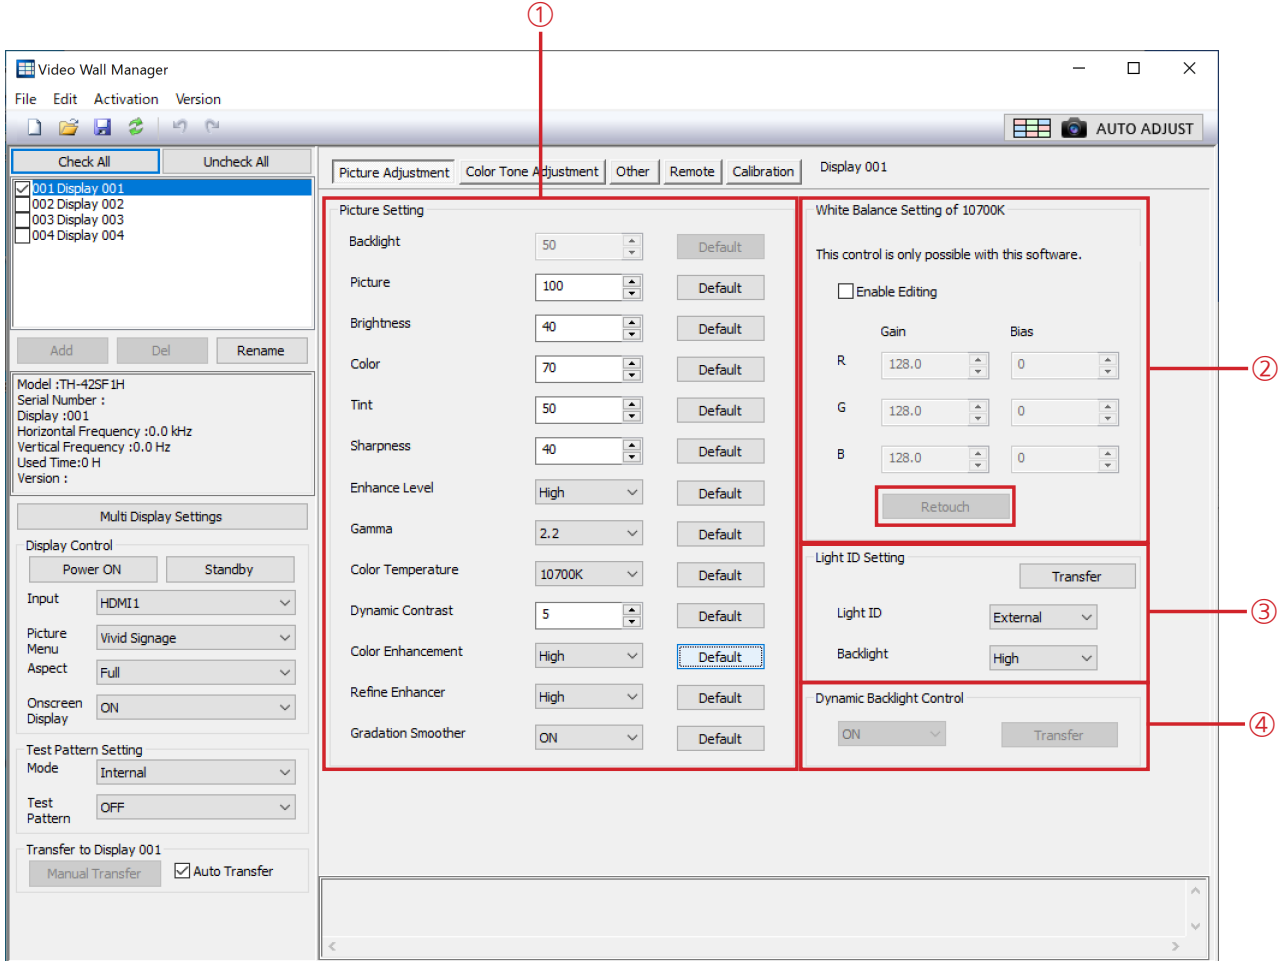 ①
Video Wall Manager
File Edit Activation Version
AUTO ADJUST
Check All Uncheck All
001 Display 001
002 Display 002
003 Display 003
004 Display 004
Add Del Rename
Model :TH-42SF1H
Serial Number :
Display :001
Horizontal Frequency :0.0 kHz
Vertical Frequency :0.0 Hz
Used Time:0 H
Version :
Multi Display Settings
Display Control
Power ON Standby
Input HDMI1
Picture Menu Vivid Signage
Aspect Full
Onscreen Display ON
Test Pattern Setting
Mode Internal
Test Pattern OFF
Transfer to Display 001
Manual Transfer Auto Transfer
Picture Adjustment Color Tone Adjustment Other Remote Calibration Display 001
Picture Setting
Backlight 50 Default
Picture 100 Default
Brightness 40 Default
Color 70 Default
Tint 50 Default
Sharpness 40 Default
Enhance Level High Default
Gamma 2.2 Default
Color Temperature 10700K Default
Dynamic Contrast 5 Default
Color Enhancement High Default
Refine Enhancer High Default
Gradation Smoother ON Default
White Balance Setting of 10700K
This control is only possible with this software.
Enable Editing
Gain Bias
R 128.0 0
②
G 128.0 0
B 128.0 0
Retouch
Light ID Setting
Transfer
Light ID External
③
Backlight High
Dynamic Backlight Control
ON Transfer
④